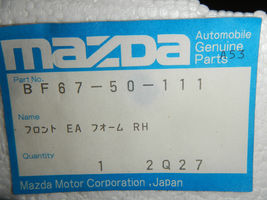 mazda
Automobile
Genuine
Parts
A53
Part No.
BF67-50-111
Name
フロント EA フォーム RH
Quantity
1 2Q27
Mazda Motor Corporation, Japan